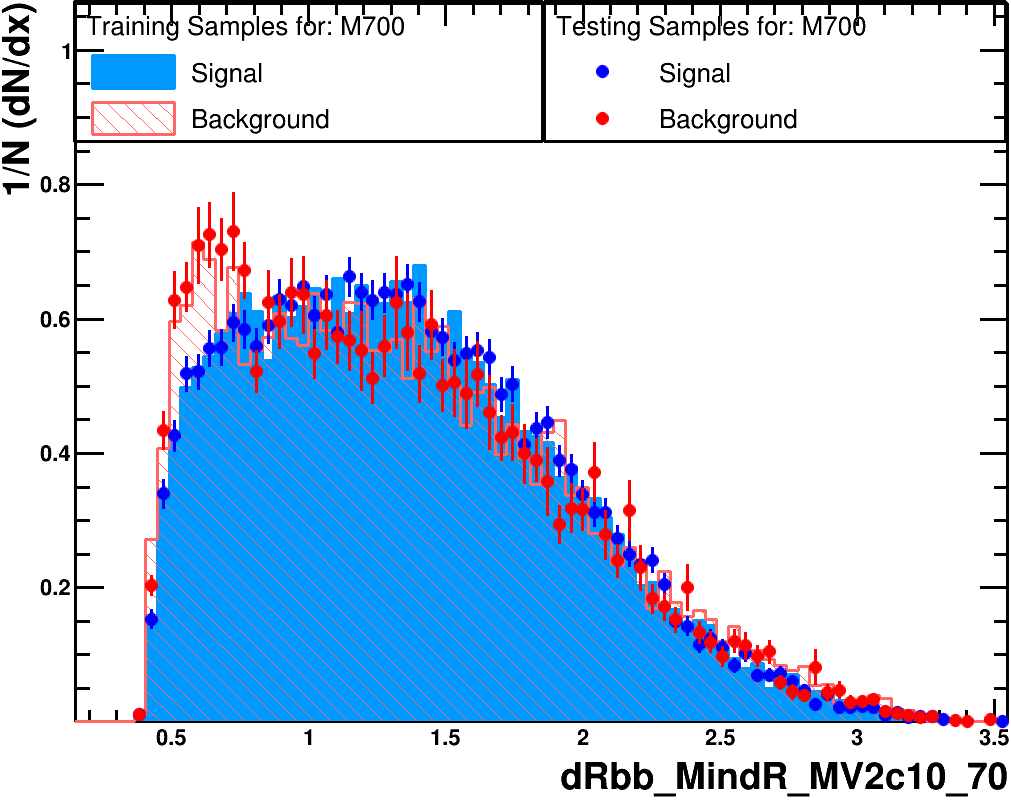 Training Samples for: M700
Signal
Background
Testing Samples for: M700
Signal
Background
1/N (dN/dx)
1
0.8
0.6
0.4
0.2
0.5
1
1.5
2
2.5
3
3.5
dRbb_MindR_MV2c10_70